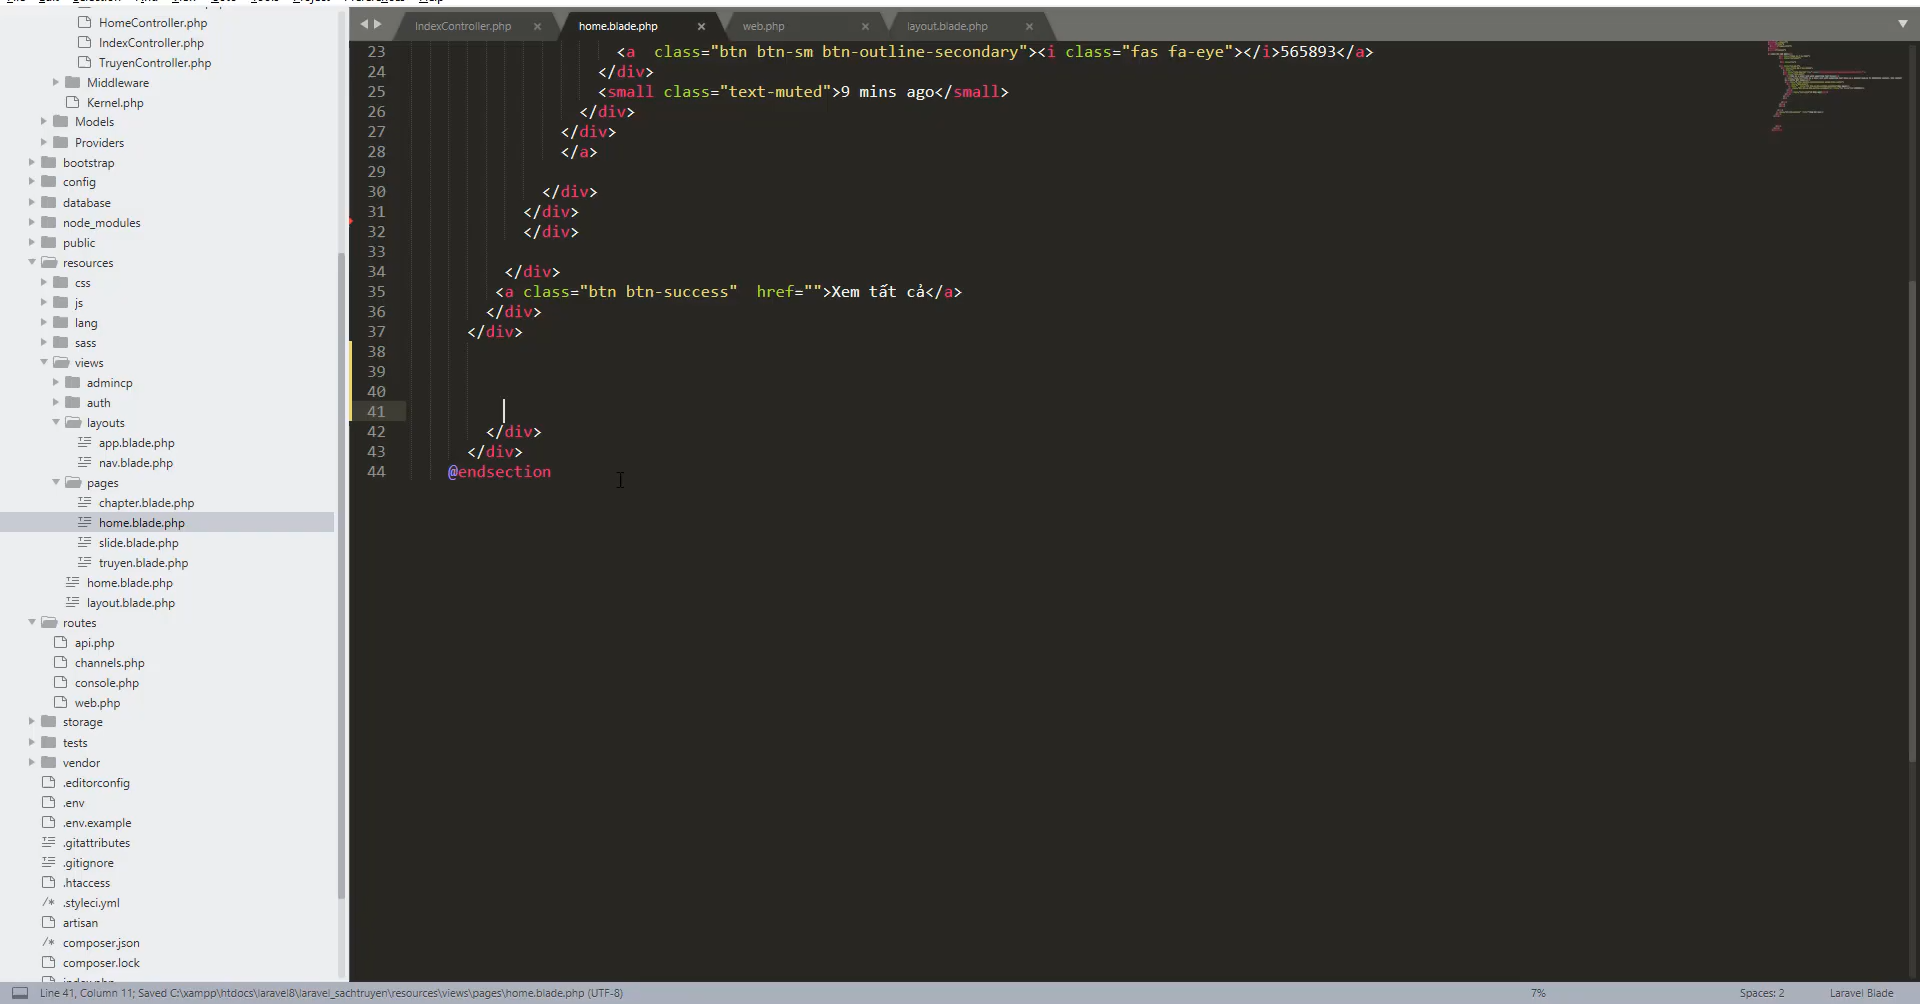 HomeController.php
IndexController.php
TruyenController.php
Middleware
Kernel.php
Models
Providers
bootstrap
config
database
node_modules
public
resources
css
js
lang
sass
views
admincp
auth
layouts
app.blade.php
nav.blade.php
pages
chapter.blade.php
home.blade.php
slide.blade.php
truyen.blade.php
home.blade.php
layout.blade.php
routes
api.php
channels.php
console.php
web.php
storage
tests
vendor
.editorconfig
.env
.env.example
.gitattributes
.gitignore
.htaccess
.styleci.yml
artisan
composer.json
composer.lock
IndexController.php × home.blade.php × web.php × layout.blade.php ×
23 <a  class="btn btn-sm btn-outline-secondary"><i class="fas fa-eye"></i>565893</a>
24 </div>
25 <small class="text-muted">9 mins ago</small>
26 </div>
27 </div>
28 </a>
29
30 </div>
31 </div>
32 </div>
33
34 </div>
35 <a class="btn btn-success"  href="">Xem tất cả</a>
36 </div>
37 </div>
38
39
40
41
42 </div>
43 </div>
44 @endsection
Line 41, Column 11; Saved C:\xampp\htdocs\laravel8\laravel_sachtruyen\resources\views\pages\home.blade.php (UTF-8) 7% Spaces: 2 Laravel Blade